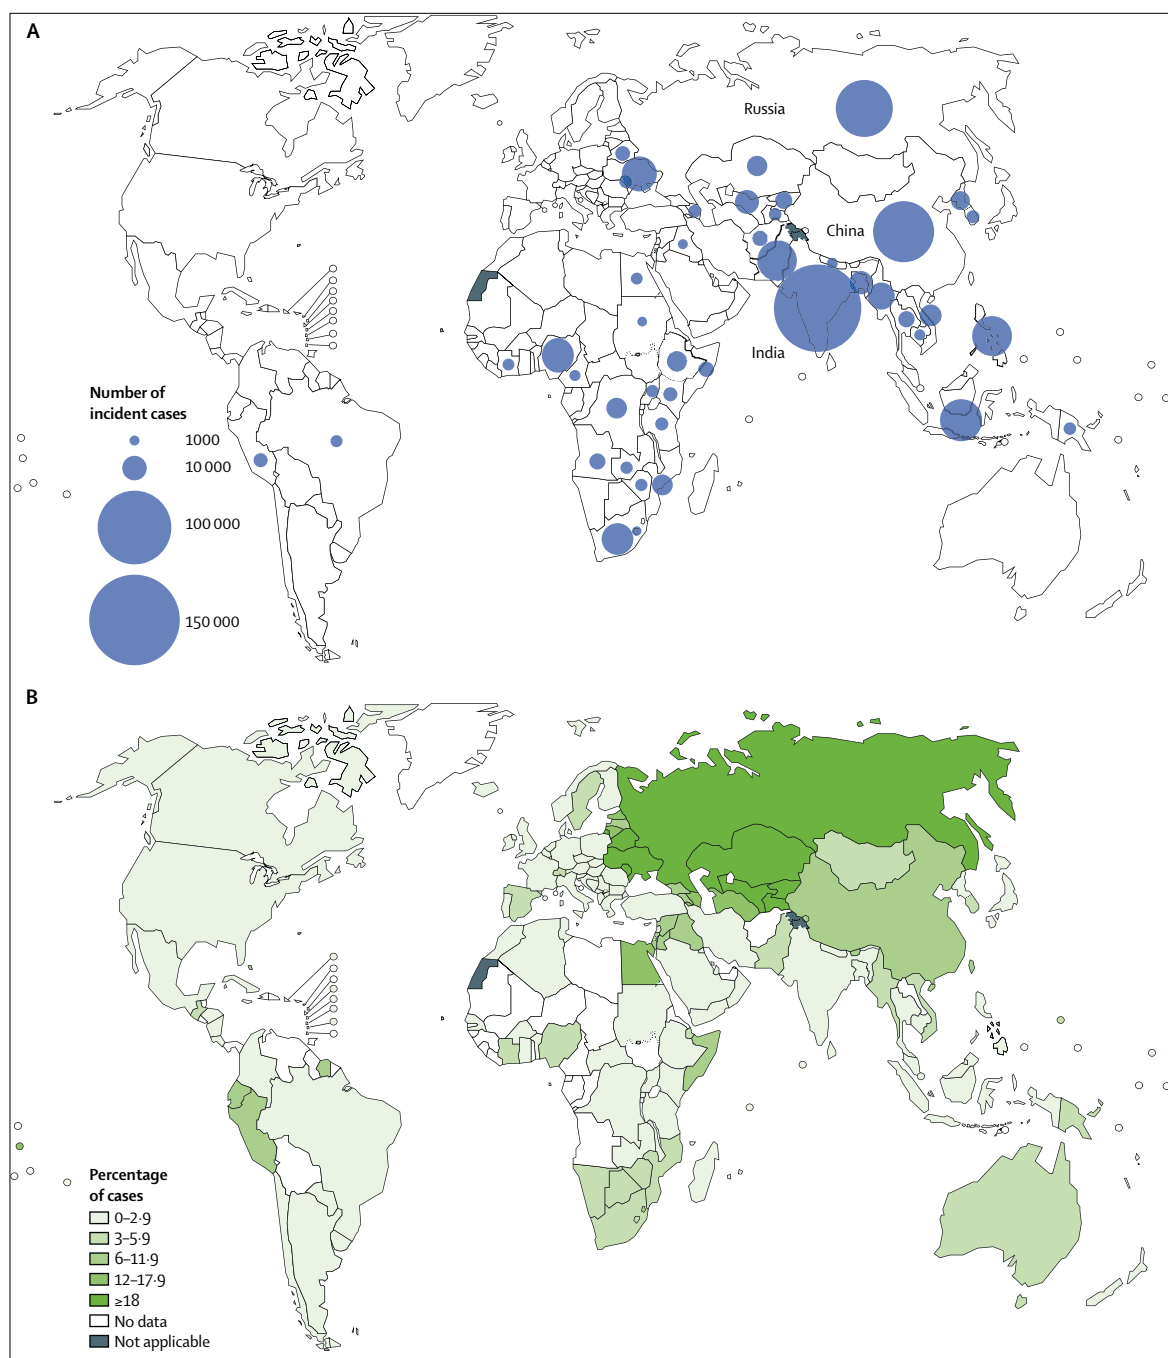 A
Russia
China
India
Number of
incident cases
1000
10 000
100 000
150 000
B
Percentage
of cases
0–2·9
3–5·9
6–11·9
12–17·9
≥18
No data
Not applicable